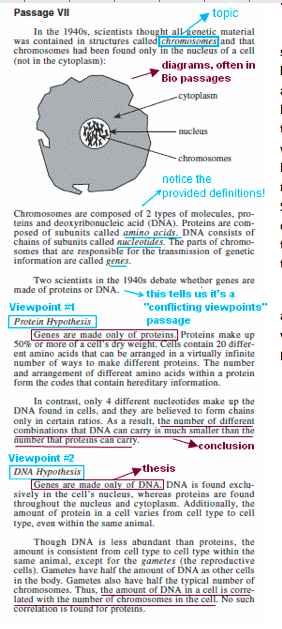 Passage VII
topic
In the 1940s, scientists thought all genetic material
was contained in structures called chromosomes and that
chromosomes had been found only in the nucleus of a cell
(not in the cytoplasm):
diagrams, often in
Bio passages
cytoplasm
nucleus
chromosomes
notice the
provided definitions!
Chromosomes are composed of 2 types of molecules, pro-
teins and deoxyribonucleic acid (DNA). Proteins are com-
posed of subunits called amino acids. DNA consists of
chains of subunits called nucleotides. The parts of chromo-
somes that are responsible for the transmission of genetic
information are called genes.
Two scientists in the 1940s debate whether genes are
made of proteins or DNA.
this tells us it's a
"conflicting viewpoints"
passage
Viewpoint #1
Protein Hypothesis
Genes are made only of proteins. Proteins make up
50% or more of a cell's dry weight. Cells contain 20 differ-
ent amino acids that can be arranged in a virtually infinite
number of ways to make different proteins. The number
and arrangement of different amino acids within a protein
form the codes that contain hereditary information.
In contrast, only 4 different nucleotides make up the
DNA found in cells, and they are believed to form chains
only in certain ratios. As a result, the number of different
combinations that DNA can carry is much smaller than the
number that proteins can carry.
conclusion
Viewpoint #2
DNA Hypothesis
thesis
Genes are made only of DNA. DNA is found exclu-
sively in the cell's nucleus, whereas proteins are found
throughout the nucleus and cytoplasm. Additionally, the
amount of protein in a cell varies from cell type to cell
type, even within the same animal.
Though DNA is less abundant than proteins, the
amount is consistent from cell type to cell type within the
same animal, except for the gametes (the reproductive
cells). Gametes have half the amount of DNA as other cells
in the body. Gametes also have half the typical number of
chromosomes. Thus, the amount of DNA in a cell is corre-
lated with the number of chromosomes in the cell. No such
correlation is found for proteins.